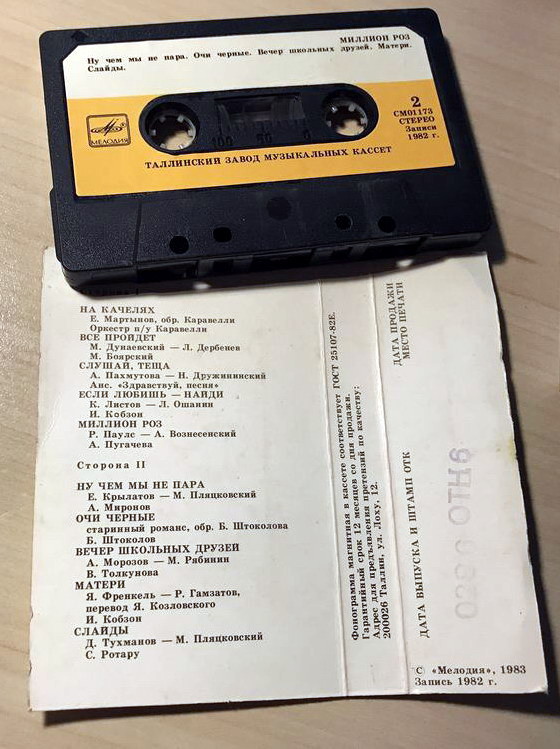 МИЛЛИОН РОЗ
Ну чем мы не пара. Очи черные. Вечер школьных друзей. Матери.
Слайды.
МЕЛОДИЯ
2
СМ01173
СТЕРЕО
Записи
1982 г.
100 50 0
ТАЛЛИНСКИЙ ЗАВОД МУЗЫКАЛЬНЫХ КАССЕТ
НА КАЧЕЛЯХ
Е. Мартынов, обр. Каравелли
Оркестр п/у Каравелли
ВСЕ ПРОЙДЕТ
М. Дунаевский — Л. Дербенев
М. Боярский
СЛУШАЙ, ТЕЩА
А. Пахмутова — Н. Дружининский
Анс. «Здравствуй, песня»
ЕСЛИ ЛЮБИШЬ — НАЙДИ
К. Листов — Л. Ошанин
И. Кобзон
МИЛЛИОН РОЗ
Р. Паулс — А. Вознесенский
А. Пугачева
Сторона II
НУ ЧЕМ МЫ НЕ ПАРА
Е. Крылатов — М. Пляцковский
А. Миронов
ОЧИ ЧЕРНЫЕ
старинный романс, обр. Б. Штоколова
Б. Штоколов
ВЕЧЕР ШКОЛЬНЫХ ДРУЗЕЙ
А. Морозов — М. Рябинин
В. Толкунова
МАТЕРИ
Я. Френкель — Р. Гамзатов,
перевод Я. Козловского
И. Кобзон
СЛАЙДЫ
Д. Тухманов — М. Пляцковский
С. Ротару
Фонограмма магнитная в кассете соответствует ГОСТ 25107-82Е.
Гарантийный срок 12 месяцев со дня продажи.
Адрес для предъявления претензий по качеству:
200026 Таллин, ул. Лоху, 12.
ДАТА ПРОДАЖИ
МЕСТО ПЕЧАТИ
ДАТА ВЫПУСКА И ШТАМП ОТК
С «Мелодия», 1983
Запись 1982 г.